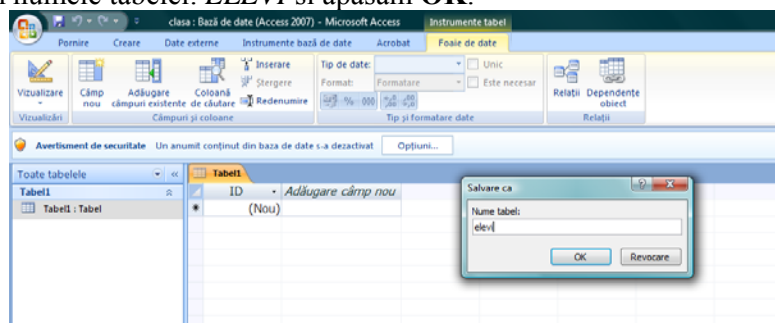 numele tabelei: ELEVI si apăsăm OK.
clasa : Bază de date (Access 2007) - Microsoft Access
Instrumente tabel
Pornire Creare Date externe Instrumente bază de date Acrobat Foaie de date
Vizualizare
Câmp nou
Adăugare câmpuri existente
Coloană de căutare
Inserare
Ștergere
Redenumire
Tip de date:
Format: Formatare
% 000
Unic
Este necesar
Relații
Dependențe obiect
Vizualizări Câmpuri și coloane Tip și formatare date Relații
Avertisment de securitate Un anumit conținut din baza de date s-a dezactivat Opțiuni...
Toate tabelele
Tabel1
Tabel1 : Tabel
Tabel1
ID Adăugare câmp nou
(Nou)
Salvare ca
Nume tabel:
elevi
OK Revocare